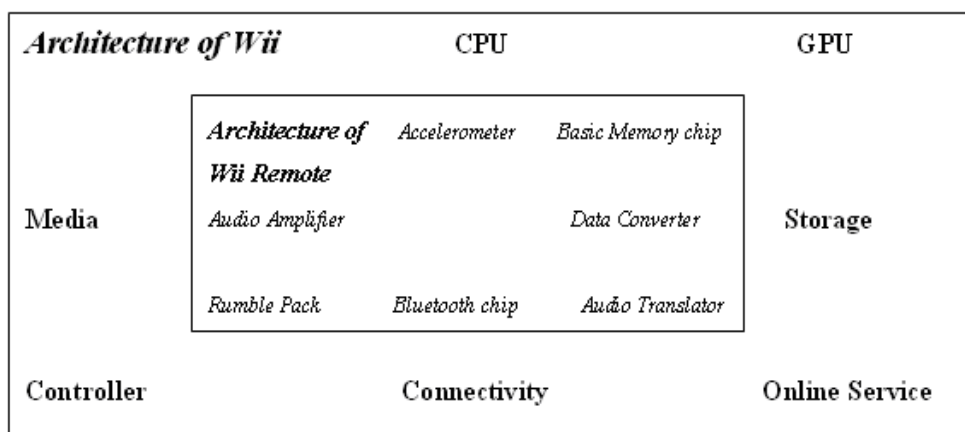 Architecture of Wii CPU GPU
Architecture of Accelerometer Basic Memory chip
Wii Remote
Media Audio Amplifier Data Converter Storage
Rumble Pack Bluetooth chip Audio Translator
Controller Connectivity Online Service